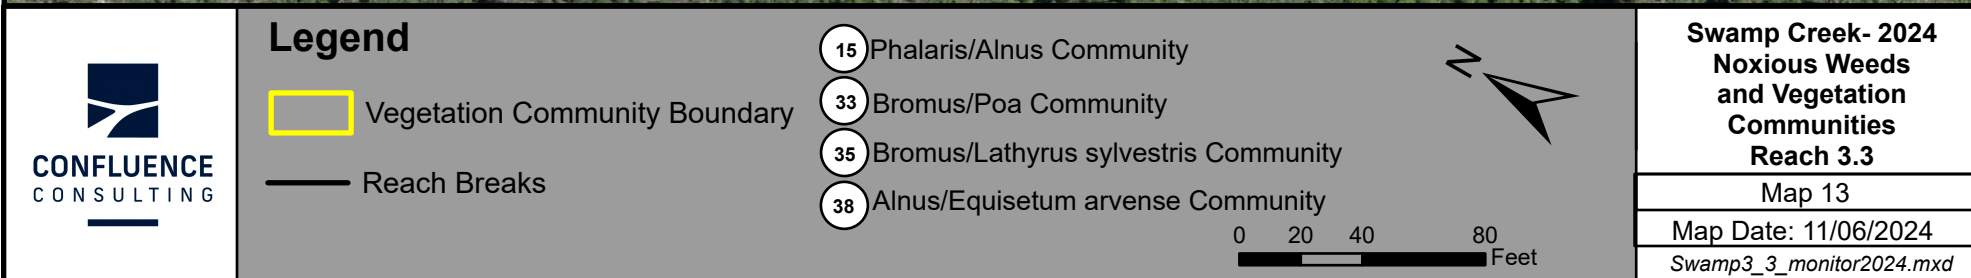 CONFLUENCE
CONSULTING
Legend
Vegetation Community Boundary
Reach Breaks
15 Phalaris/Alnus Community
33 Bromus/Poa Community
35 Bromus/Lathyrus sylvestris Community
38 Alnus/Equisetum arvense Community
N
0 20 40 80
Feet
Swamp Creek- 2024
Noxious Weeds
and Vegetation
Communities
Reach 3.3
Map 13
Map Date: 11/06/2024
Swamp3_3_monitor2024.mxd